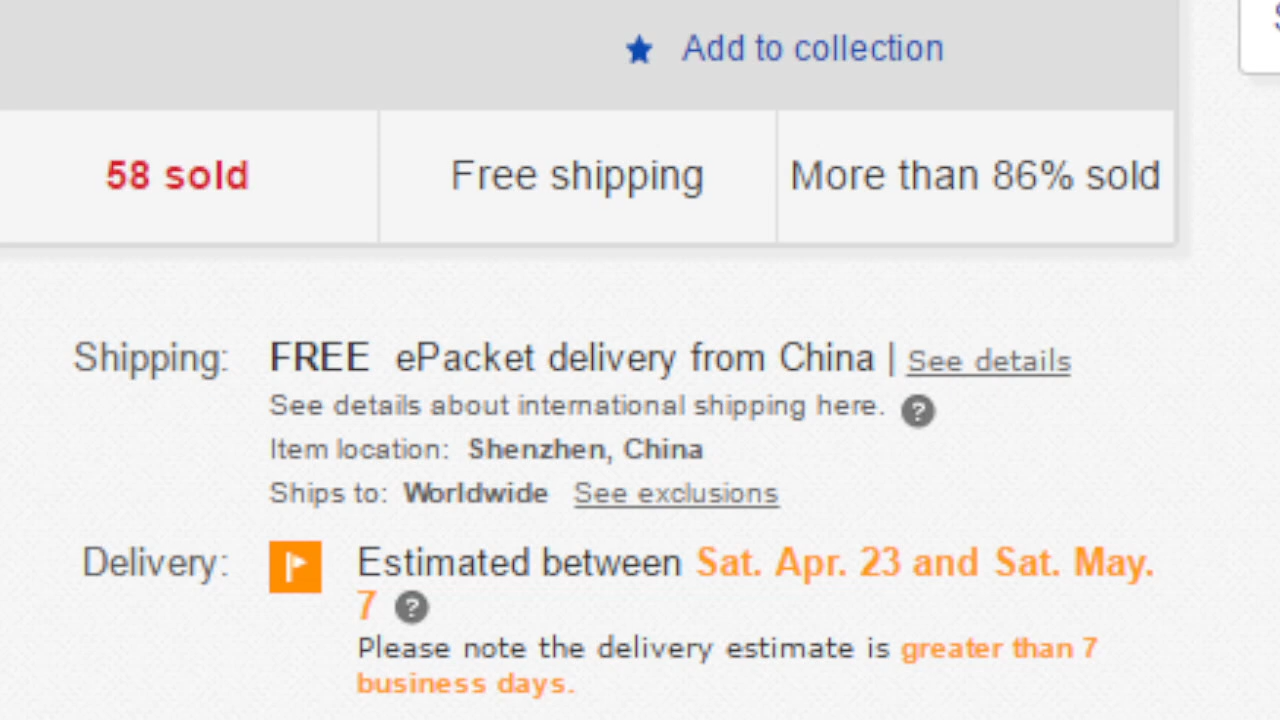 Add to collection
58 sold
Free shipping
More than 86% sold
Shipping: FREE ePacket delivery from China | See details
See details about international shipping here. ?
Item location: Shenzhen, China
Ships to: Worldwide See exclusions
Delivery: Estimated between Sat. Apr. 23 and Sat. May.
7 ?
Please note the delivery estimate is greater than 7
business days.